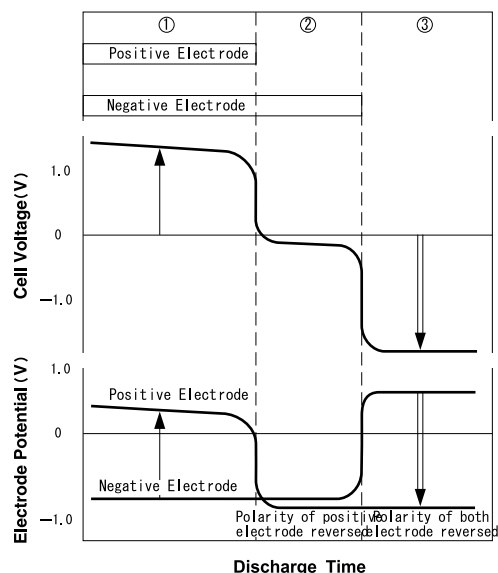 ① ② ③
Positive Electrode
Negative Electrode
Cell Voltage(V)
1.0
0
−1.0
Electrode Potential (V)
1.0
Positive Electrode
0
Negative Electrode
−1.0
Polarity of positive
electrode reversed
Polarity of both
electrode reversed
Discharge Time